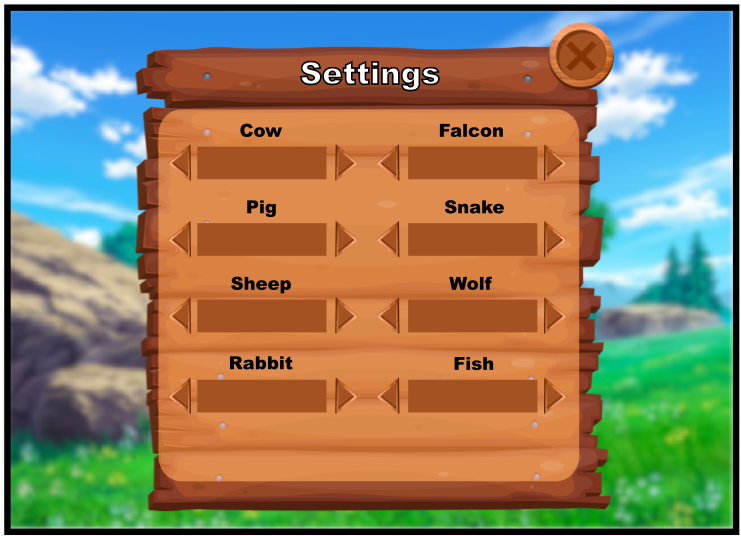 Settings
Cow
Falcon
Pig
Snake
Sheep
Wolf
Rabbit
Fish